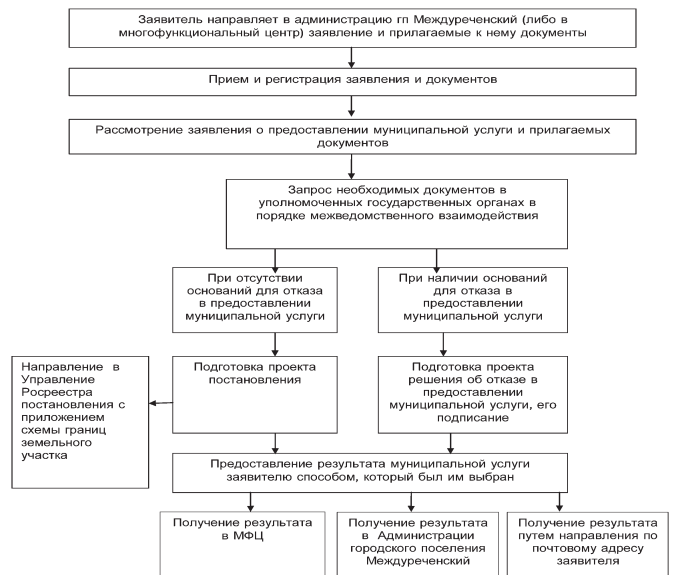 Заявитель направляет в администрацию гп Междуреченский (либо в
многофункциональный центр) заявление и прилагаемые к нему документы
Прием и регистрация заявления и документов
Рассмотрение заявления о предоставлении муниципальной услуги и прилагаемых
документов
Запрос необходимых документов в
уполномоченных государственных органах в
порядке межведомственного взаимодействия
При отсутствии
оснований для отказа
в предоставлении
муниципальной услуги
При наличии оснований
для отказа в
предоставлении
муниципальной услуги
Направление в
Управление
Росреестра
постановления с
приложением
схемы границ
земельного
участка
Подготовка проекта
постановления
Подготовка проекта
решения об отказе в
предоставлении
муниципальной услуги, его
подписание
Предоставление результата муниципальной услуги
заявителю способом, который был им выбран
Получение результата
в МФЦ
Получение результата
в Администрации
городского поселения
Междуреченский
Получение результата
путем направления по
почтовому адресу
заявителя